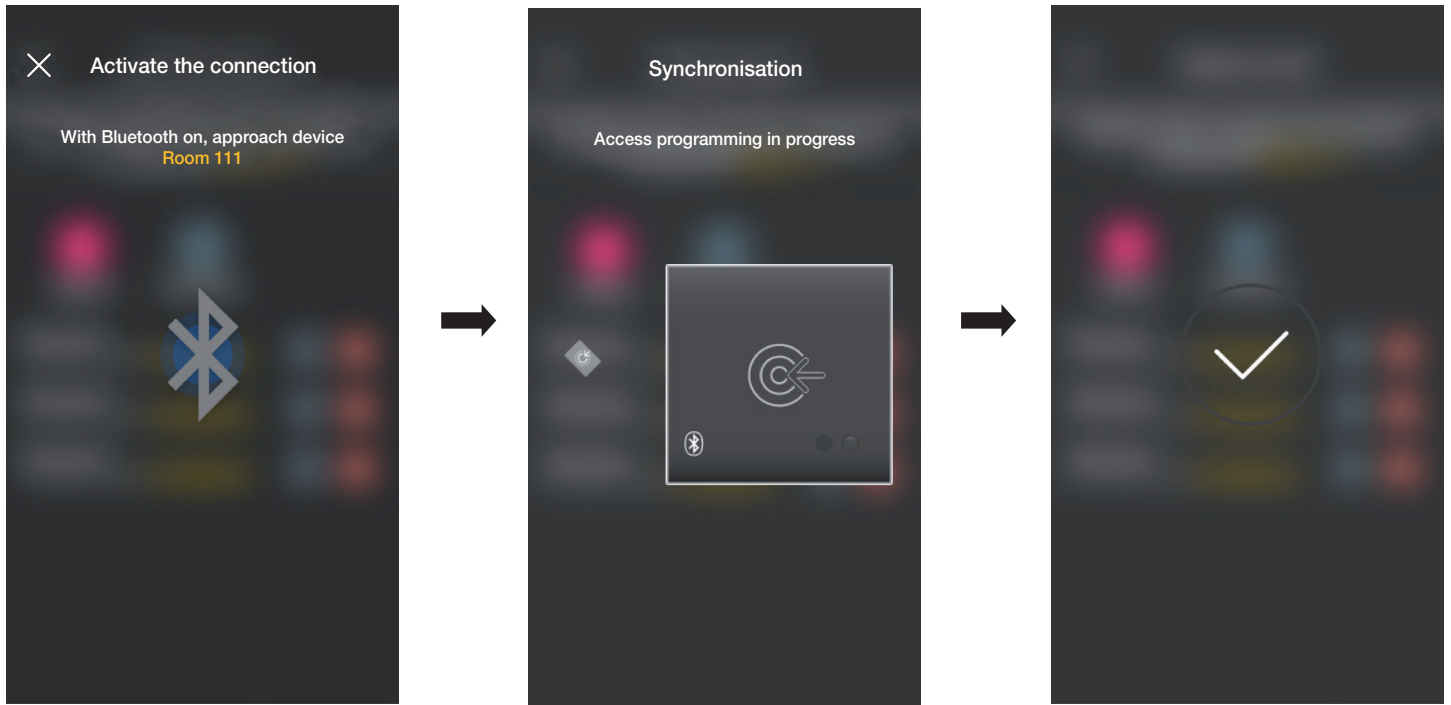 Activate the connection
With Bluetooth on, approach device
Room 111
Synchronisation
Access programming in progress